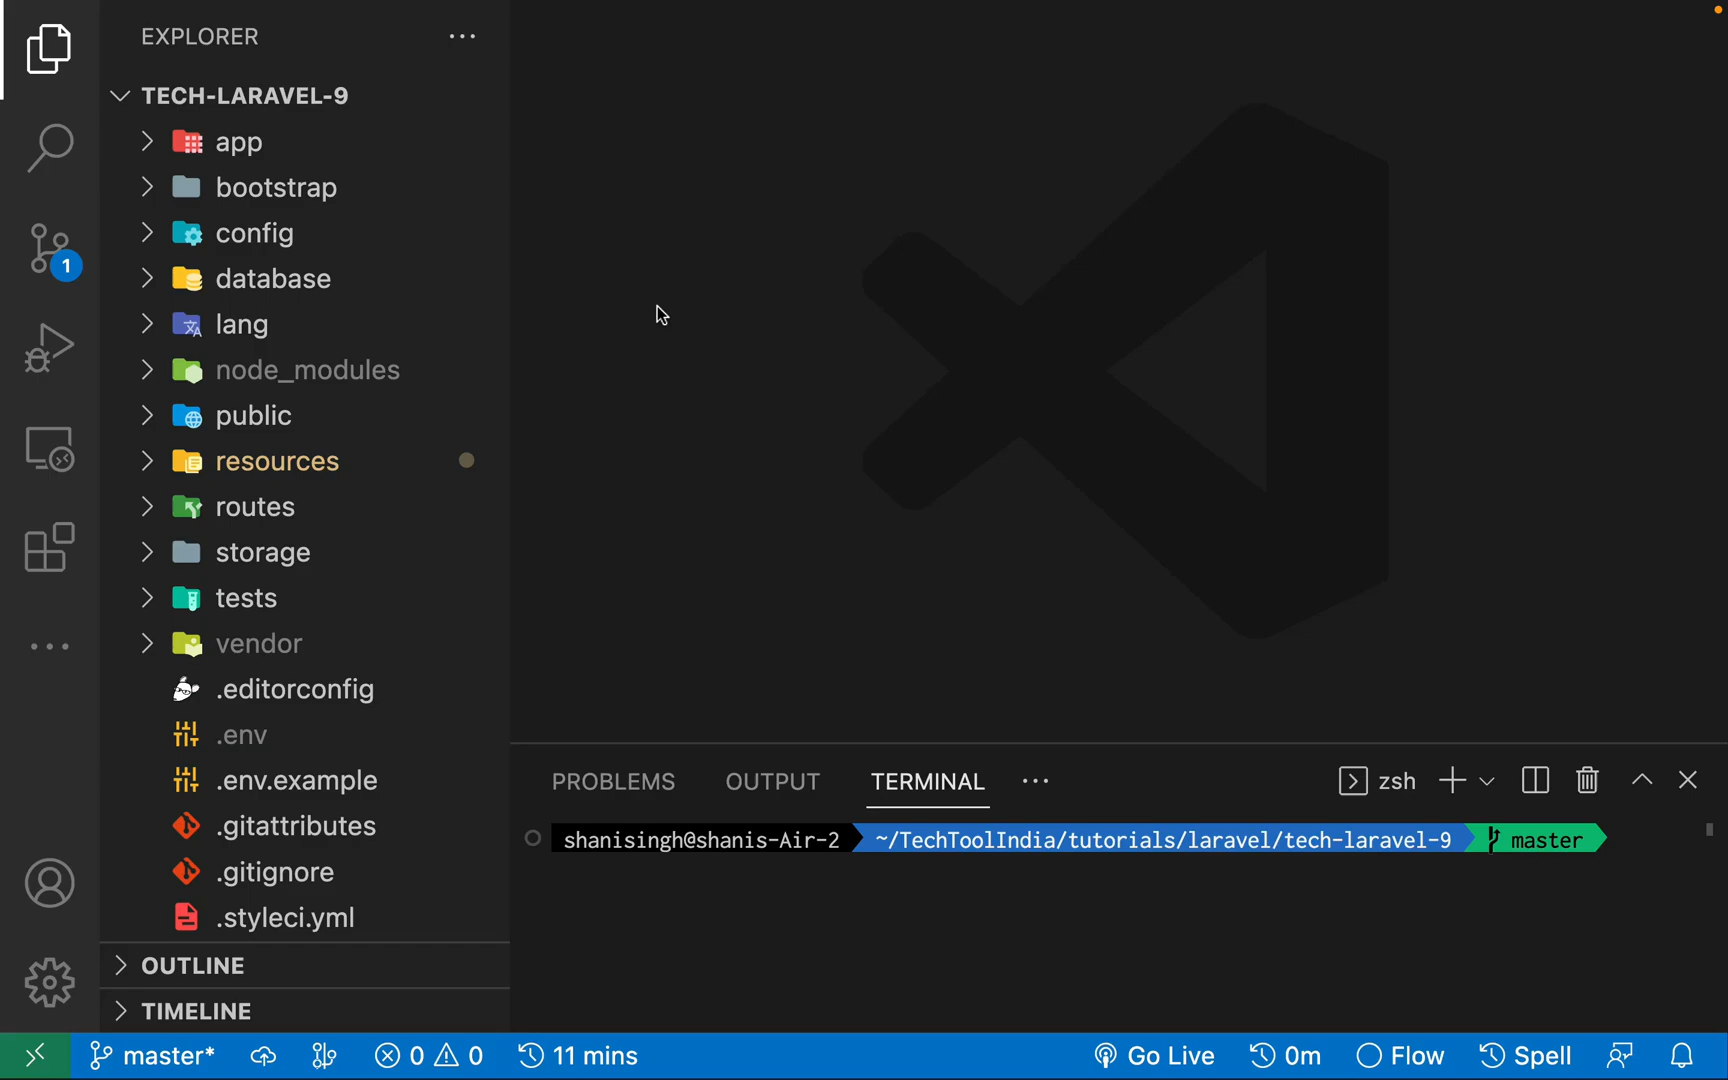 EXPLORER
TECH-LARAVEL-9
app
bootstrap
config
database
lang
node_modules
public
resources
routes
storage
tests
vendor
.editorconfig
.env
.env.example
.gitattributes
.gitignore
.styleci.yml
OUTLINE
TIMELINE
1
PROBLEMS OUTPUT TERMINAL zsh
shanisingh@shanis-Air-2 ~/TechToolIndia/tutorials/laravel/tech-laravel-9 master
master* 0 0 11 mins Go Live 0m Flow Spell